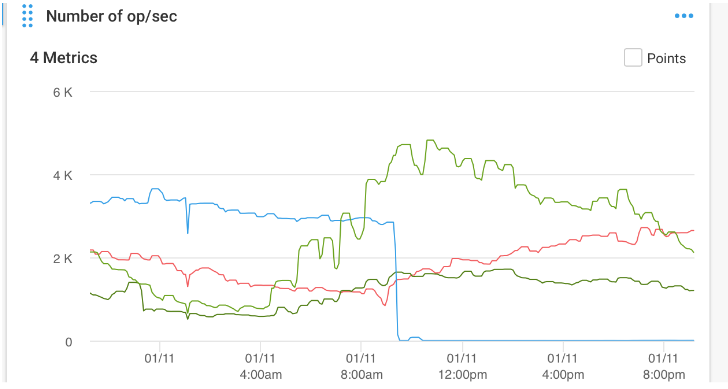 Number of op/sec
4 Metrics
Points
6 K
4 K
2 K
0
01/11
01/11
4:00am
01/11
8:00am
01/11
12:00pm
01/11
4:00pm
01/11
8:00pm